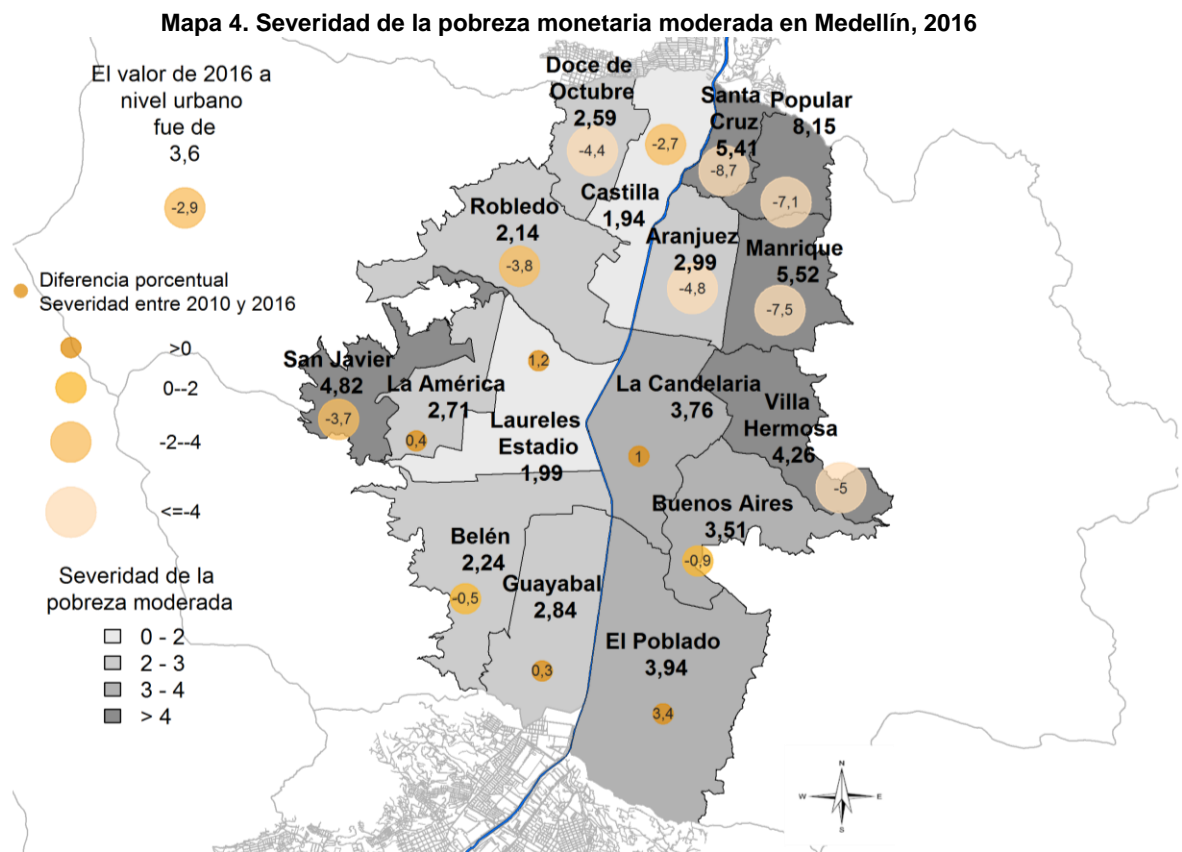 Mapa 4. Severidad de la pobreza monetaria moderada en Medellín, 2016
El valor de 2016 a
nivel urbano
fue de
3,6
-2,9
Diferencia porcentual
Severidad entre 2010 y 2016
>0
0--2
-2--4
<=-4
Severidad de la
pobreza moderada
0 - 2
2 - 3
3 - 4
> 4
Doce de
Octubre
2,59
-4,4
-2,7
Castilla
1,94
Santa
Cruz
5,41
-8,7
Popular
8,15
-7,1
Robledo
2,14
-3,8
Aranjuez
2,99
-4,8
Manrique
5,52
-7,5
San Javier
4,82
-3,7
La América
2,71
0,4
1,2
Laureles
Estadio
1,99
La Candelaria
3,76
1
Villa
Hermosa
4,26
-5
Buenos Aires
3,51
-0,9
Belén
2,24
-0,5
Guayabal
2,84
0,3
El Poblado
3,94
3,4
N
W
E
S